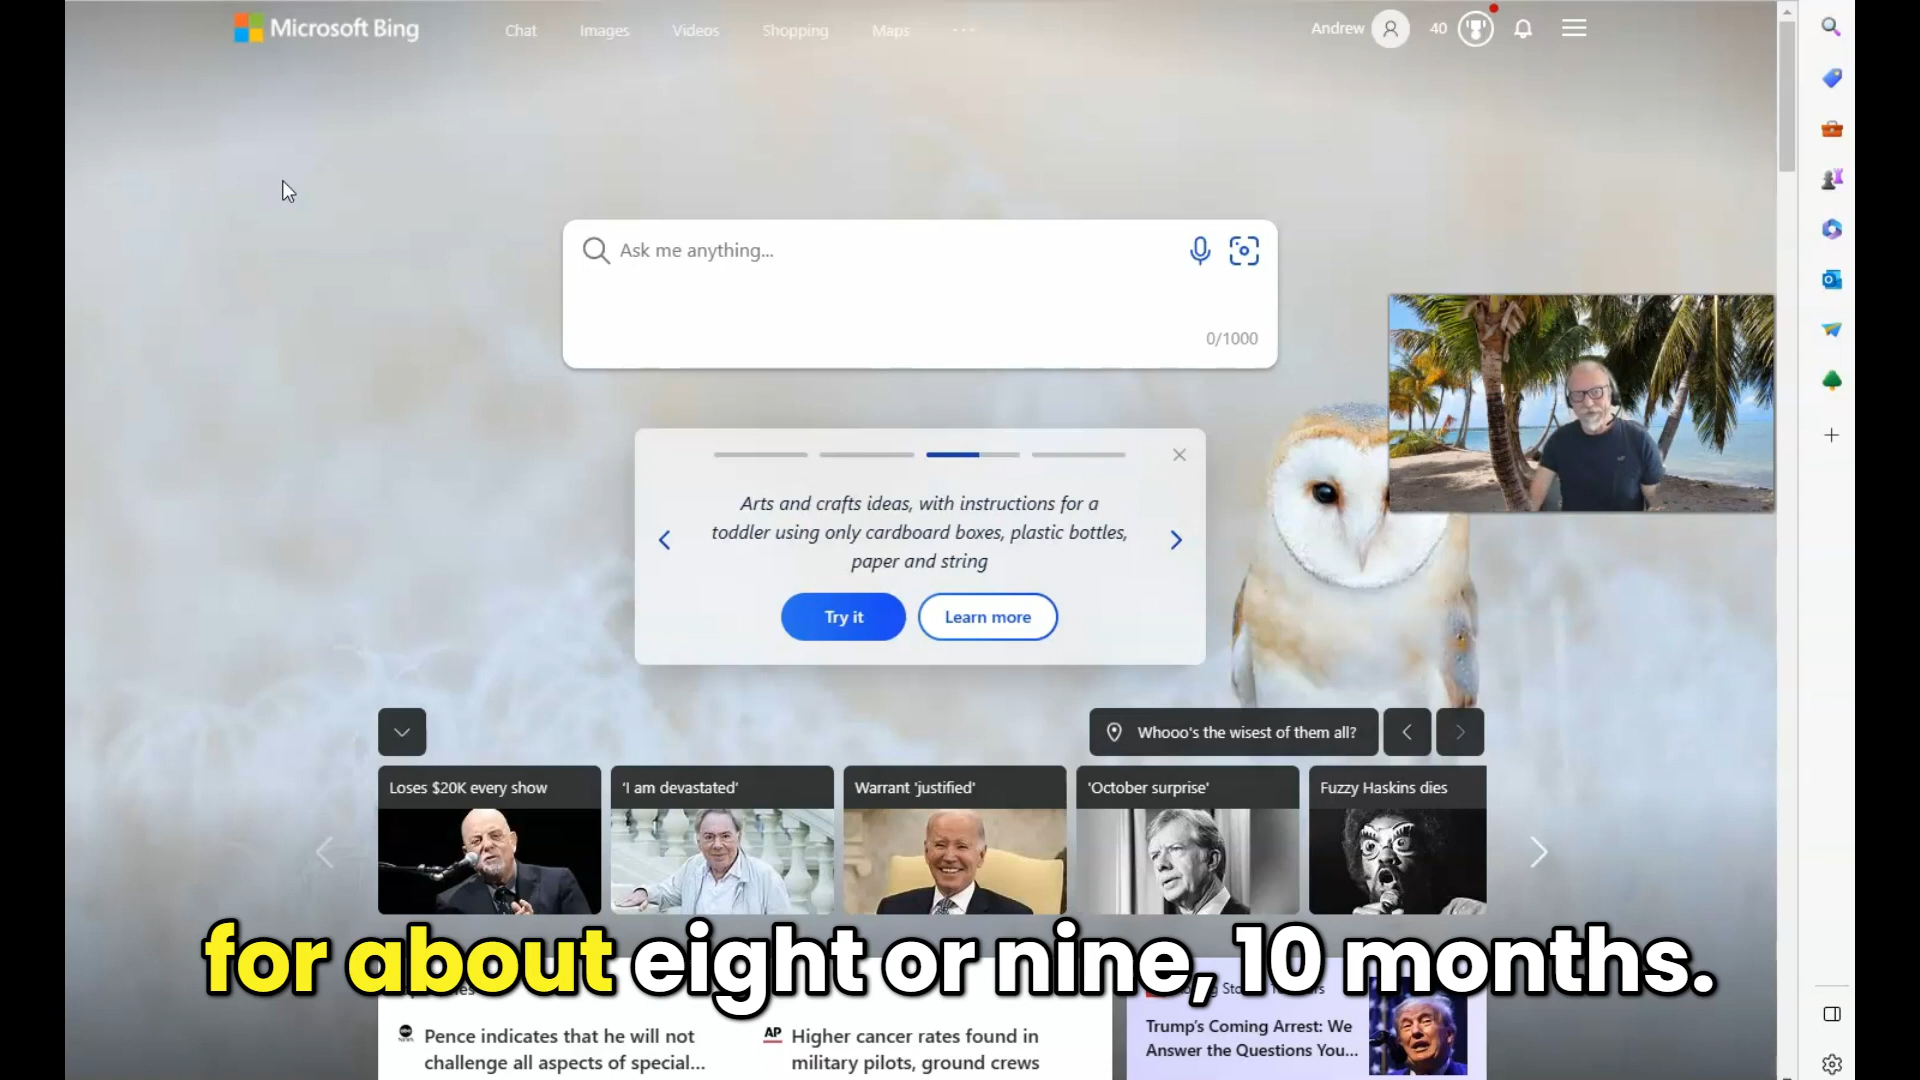 Microsoft Bing
Chat
Images
Videos
Shopping
Maps
Andrew
40
Ask me anything...
0/1000
Arts and crafts ideas, with instructions for a
toddler using only cardboard boxes, plastic bottles,
paper and string
Try it
Learn more
Whooo's the wisest of them all?
Loses $20K every show
'I am devastated'
Warrant 'justified'
'October surprise'
Fuzzy Haskins dies
for about eight or nine, 10 months.
Pence indicates that he will not
challenge all aspects of special...
AP
Higher cancer rates found in
military pilots, ground crews
Trump's Coming Arrest: We
Answer the Questions You...